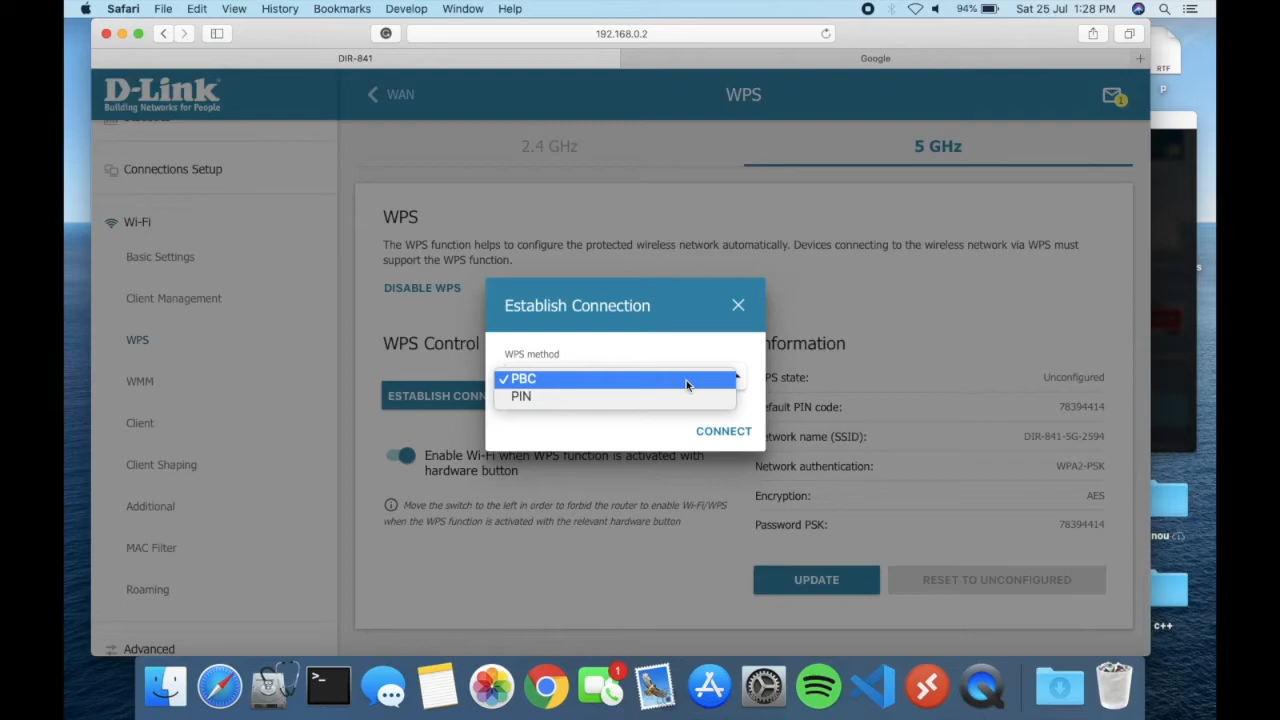 Safari File Edit View History Bookmarks Develop Window Help 94% Sat 25 Jul 1:28 PM
192.168.0.2
DIR-841 Google
RTF
P
D-Link
Building Networks for People
WAN
WPS
1
2.4 GHz
5 GHz
Connections Setup
Wi-Fi
Basic Settings
Client Management
WPS
WMM
Client
Client Shaping
Additional
MAC Filter
Roaming
Advanced
WPS
The WPS function helps to configure the protected wireless network automatically. Devices connecting to the wireless network via WPS must
support the WPS function.
DISABLE WPS
WPS Control
ESTABLISH CONN
Enable Wi-Fi when WPS function is activated with
hardware button
Move the switch to the left in order to forbid the router to enable Wi-Fi/WPS
when the WPS function is activated with the relevant hardware button
Establish Connection
WPS method
PBC
PIN
CONNECT
nformation
PS state: Unconfigured
efault PIN code: 78394414
etwork name (SSID): DIR-841-5G-2594
Network authentication: WPA2-PSK
Encryption: AES
Password PSK: 78394414
UPDATE
RESET TO UNCONFIGURED
s
nou
c++
>_
1